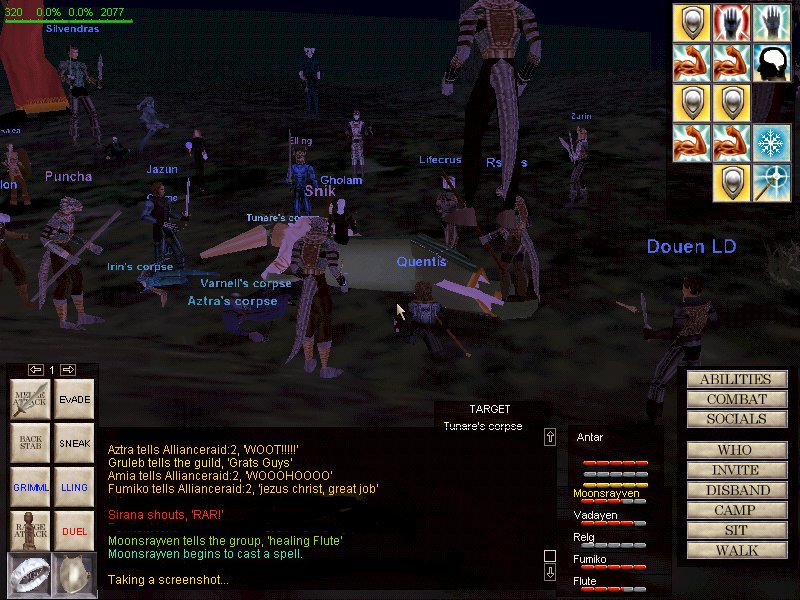 320 0.0% 0.0% 2077
Silvendras
Zarin
Elling
Lifecrus
Puncha
Jazun
Gholam
Snik
Tunare's co
Douen LD
Quentis
Irin's corpse
Varnell's corpse
Aztra's corpse
1
MELEE ATTACK
EVADE
BACK STAB
SNEAK
GRIMML
LLING
RANGE ATTACK
DUEL
Aztra tells Allianceraid:2, 'WOOT!!!!!'
Gruleb tells the guild, 'Grats Guys'
Amia tells Allianceraid:2, 'WOOOHOOOO'
Fumiko tells Allianceraid:2, 'jezus christ, great job'
Sirana shouts, 'RAR!'
Moonsrayven tells the group, 'healing Flute'
Moonsrayven begins to cast a spell.
Taking a screenshot...
TARGET
Tunare's corpse
Antar
Moonsrayven
Vadayen
Relg
Fumiko
Flute
ABILITIES
COMBAT
SOCIALS
WHO
INVITE
DISBAND
CAMP
SIT
WALK